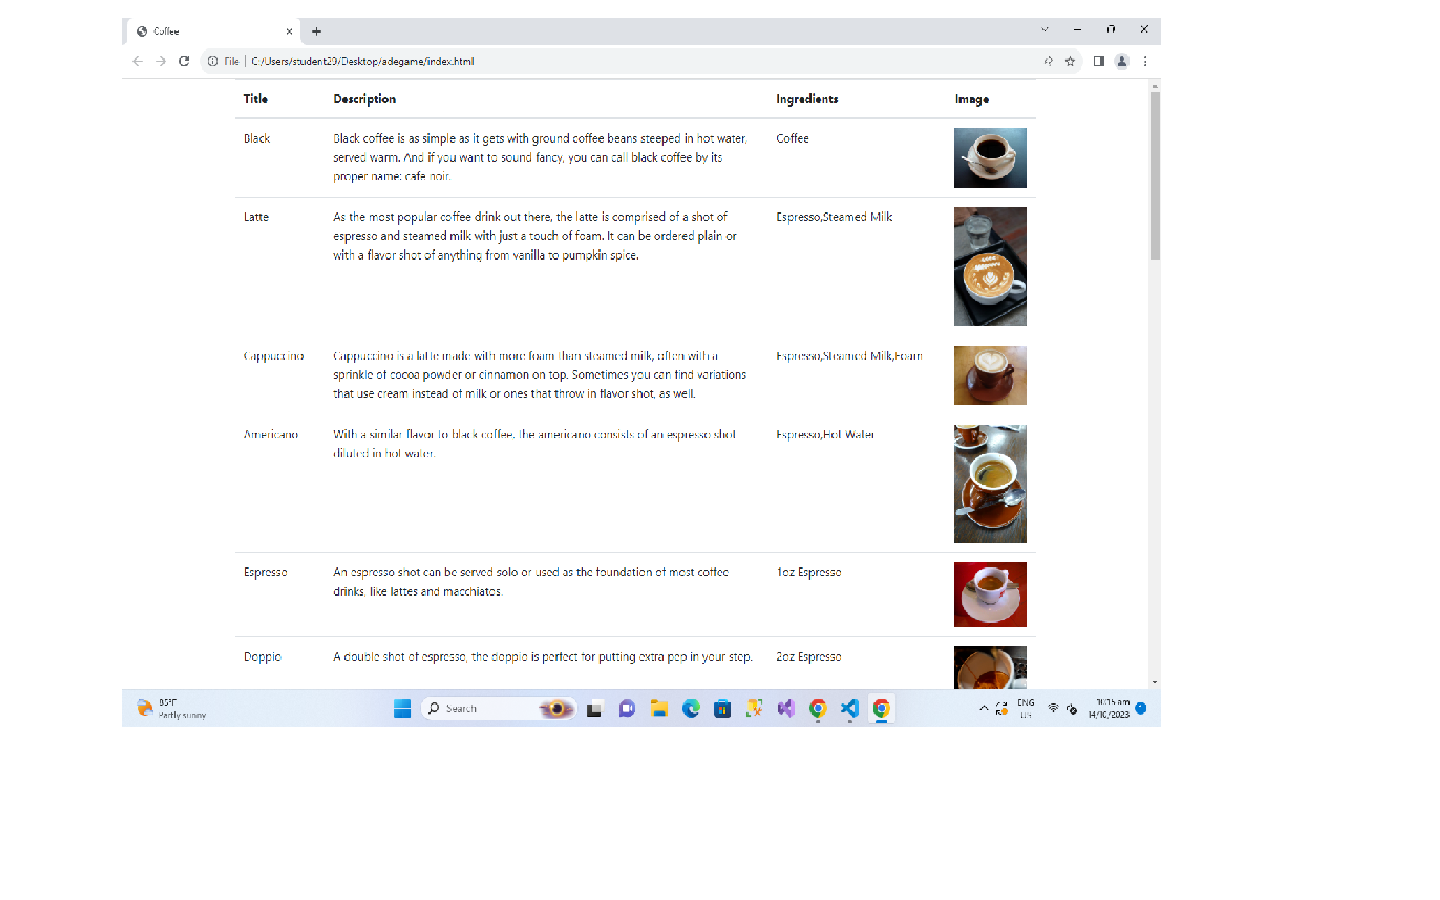 Coffee
File C:/Users/student29/Desktop/adegame/index.html
Title Description Ingredients Image
Black Black coffee is as simple as it gets with ground coffee beans steeped in hot water, Coffee
served warm. And if you want to sound fancy, you can call black coffee by its
proper name: cafe noir.
Latte As the most popular coffee drink out there, the latte is comprised of a shot of Espresso,Steamed Milk
espresso and steamed milk with just a touch of foam. It can be ordered plain or
with a flavor shot of anything from vanilla to pumpkin spice.
Cappuccino Cappuccino is a latte made with more foam than steamed milk, often with a Espresso,Steamed Milk,Foam
sprinkle of cocoa powder or cinnamon on top. Sometimes you can find variations
that use cream instead of milk or ones that throw in flavor shot, as well.
Americano With a similar flavor to black coffee, the americano consists of an espresso shot Espresso,Hot Water
diluted in hot water.
Espresso An espresso shot can be served solo or used as the foundation of most coffee 1oz Espresso
drinks, like lattes and macchiatos.
Doppio A double shot of espresso, the doppio is perfect for putting extra pep in your step. 2oz Espresso
85°F
Partly sunny
Search
ENG
US
10:15 am
14/10/2023